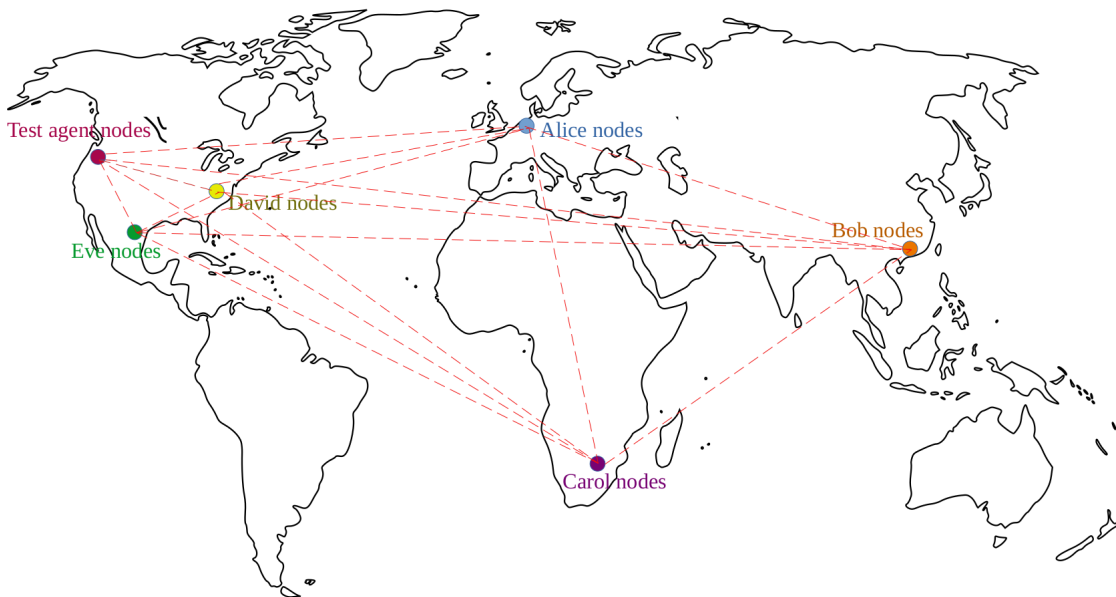 Test agent nodes
Alice nodes
David nodes
Bob nodes
Eve nodes
Carol nodes